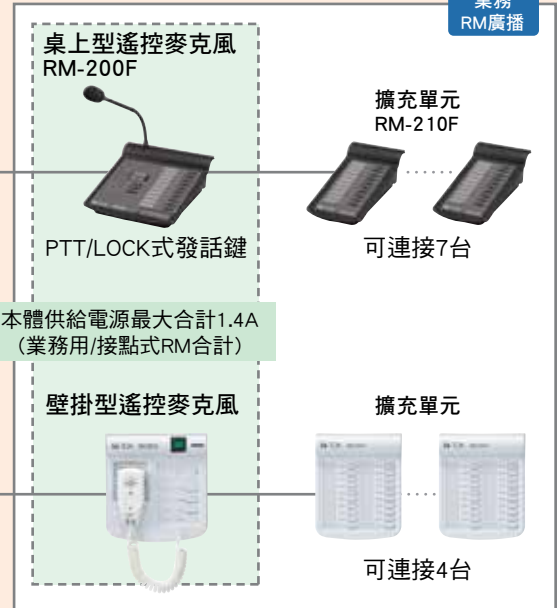 業務
RM廣播
桌上型遙控麥克風
RM-200F
擴充單元
RM-210F
PTT/LOCK式發話鍵
可連接7台
本體供給電源最大合計1.4A
（業務用/接點式RM合計）
壁掛型遙控麥克風
擴充單元
可連接4台